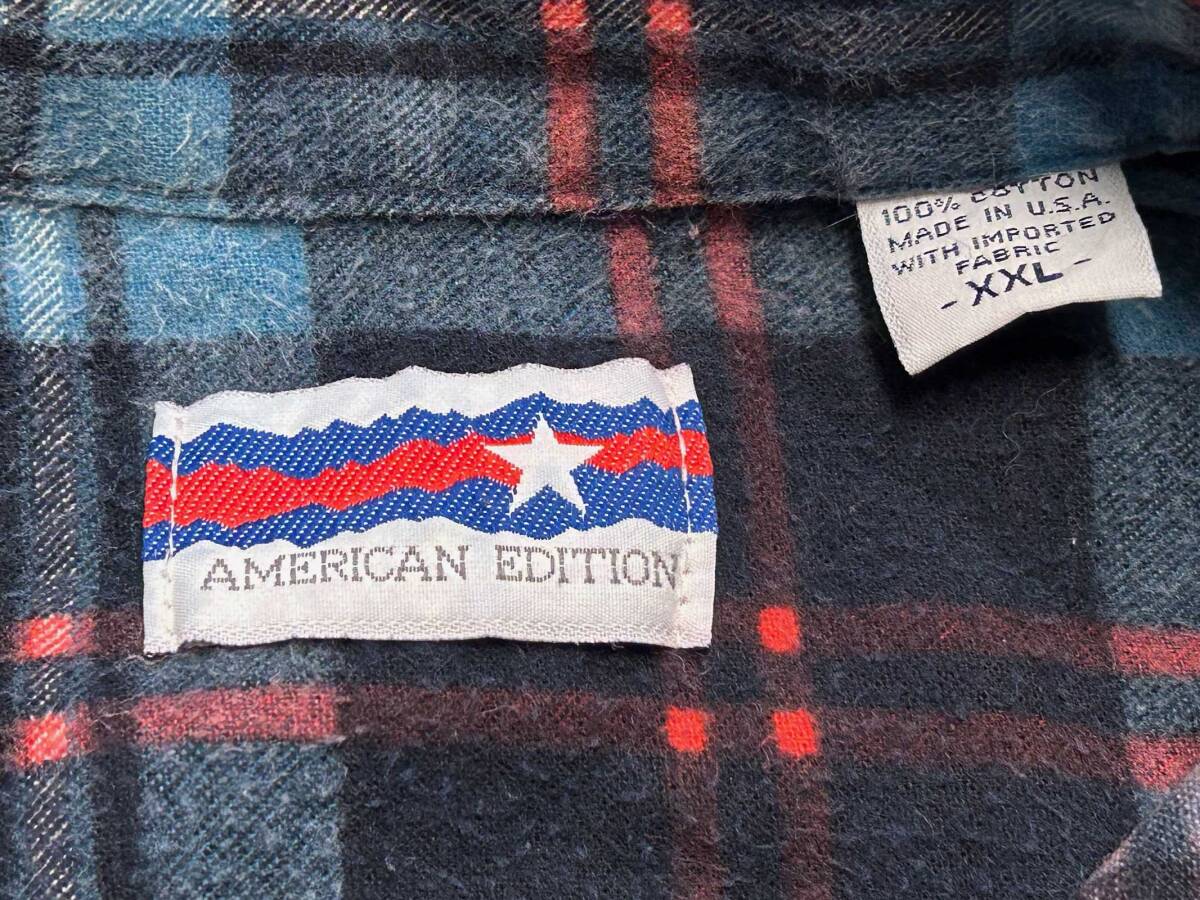 100% COTTON
MADE IN U.S.A.
WITH IMPORTED
FABRIC
- XXL -
AMERICAN EDITION